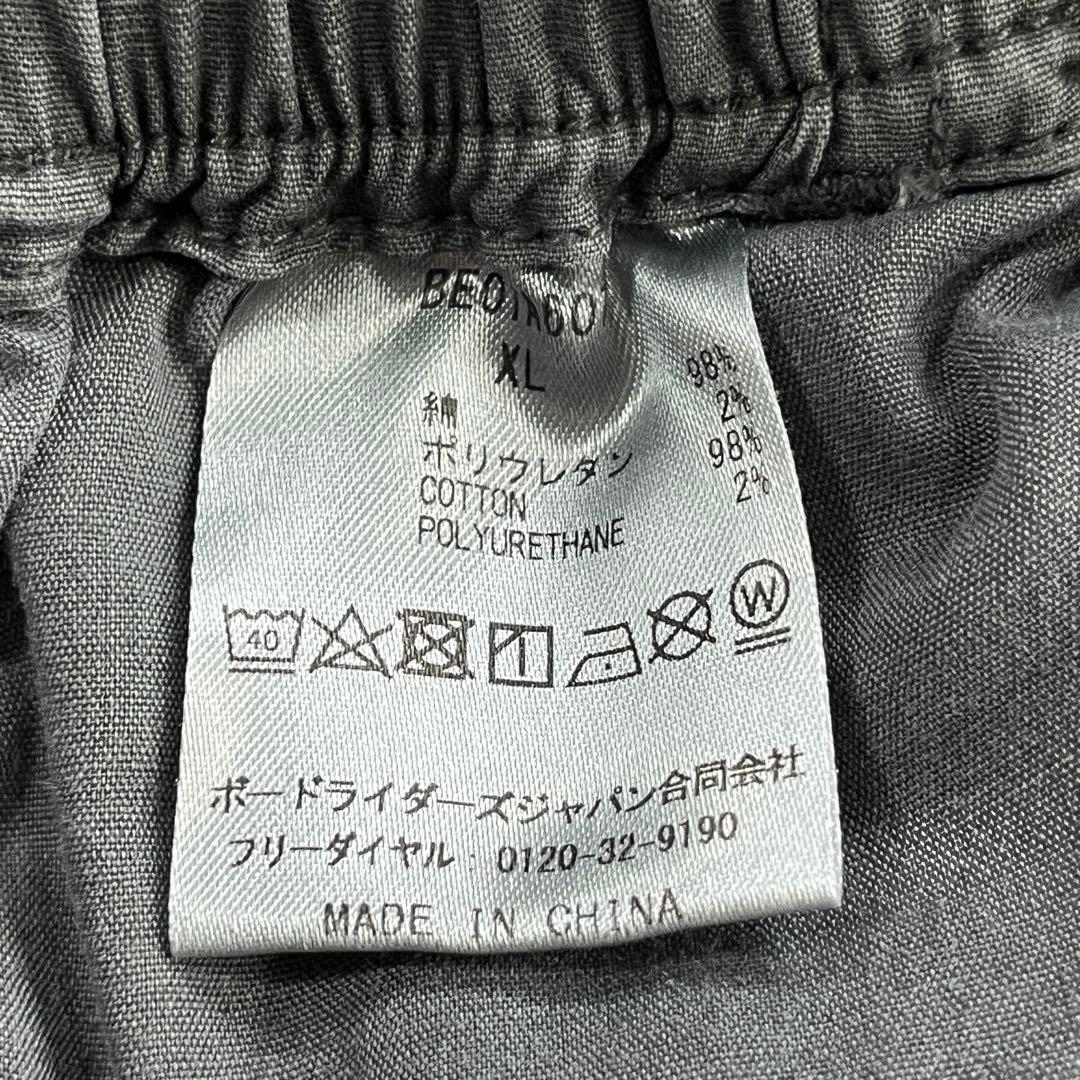 XL
綿 98%
ポリウレタン 2%
COTTON 98%
POLYURETHANE 2%
40
W
ボードライダーズジャパン合同会社
フリーダイヤル : 0120-32-9190
MADE IN CHINA